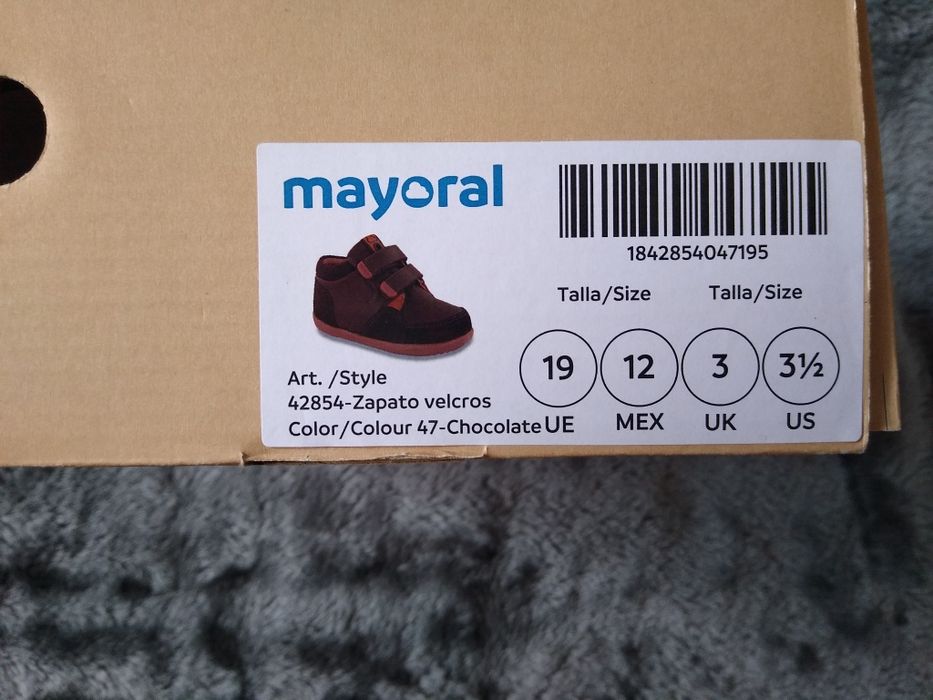 mayoral
1842854047195
Talla/Size Talla/Size
19 12 3 3½
UE MEX UK US
Art. /Style
42854-Zapato velcros
Color/Colour 47-Chocolate